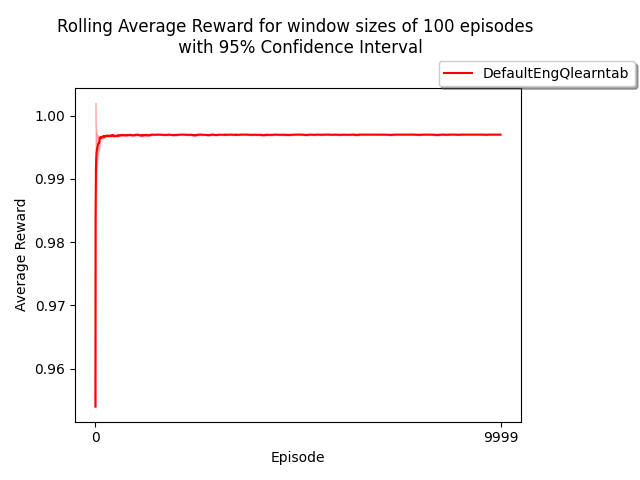 Rolling Average Reward for window sizes of 100 episodes
with 95% Confidence Interval
DefaultEngQlearntab
1.00
0.99
0.98
0.97
0.96
Average Reward
0
9999
Episode